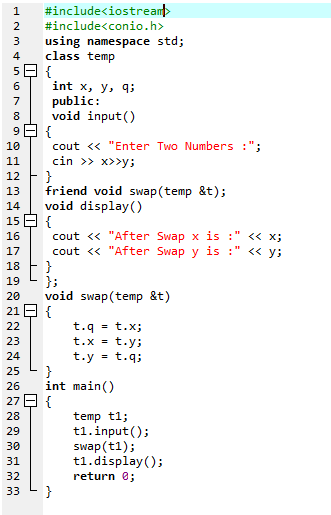 1 #include<iostream>
2 #include<conio.h>
3 using namespace std;
4 class temp
5 {
6 int x, y, q;
7 public:
8 void input()
9 {
10 cout << "Enter Two Numbers :";
11 cin >> x>>y;
12 }
13 friend void swap(temp &t);
14 void display()
15 {
16 cout << "After Swap x is :" << x;
17 cout << "After Swap y is :" << y;
18 }
19 };
20 void swap(temp &t)
21 {
22 t.q = t.x;
23 t.x = t.y;
24 t.y = t.q;
25 }
26 int main()
27 {
28 temp t1;
29 t1.input();
30 swap(t1);
31 t1.display();
32 return 0;
33 }